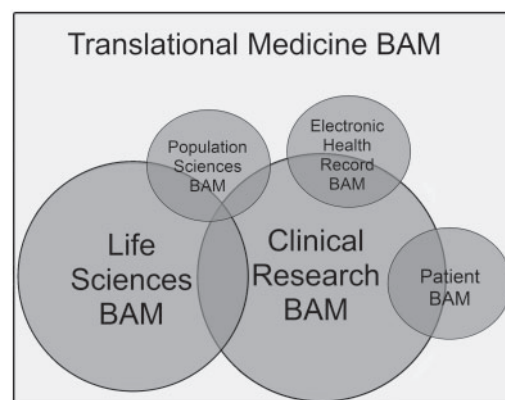 Translational Medicine BAM
Population
Sciences
BAM
Electronic
Health
Record
BAM
Life
Sciences
BAM
Clinical
Research
BAM
Patient
BAM